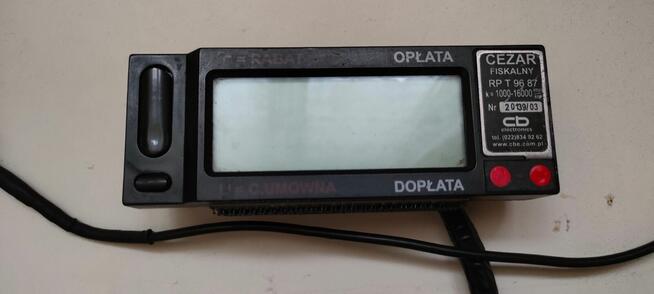 r = RABAT
OPŁATA
U = C.UMOWNA
DOPŁATA
CEZAR
FISKALNY
RP T 96 87
k = 1000-16000
Nr 20139/03
cb
electronics
tel. (022)834 92 62
www.cbe.com.pl